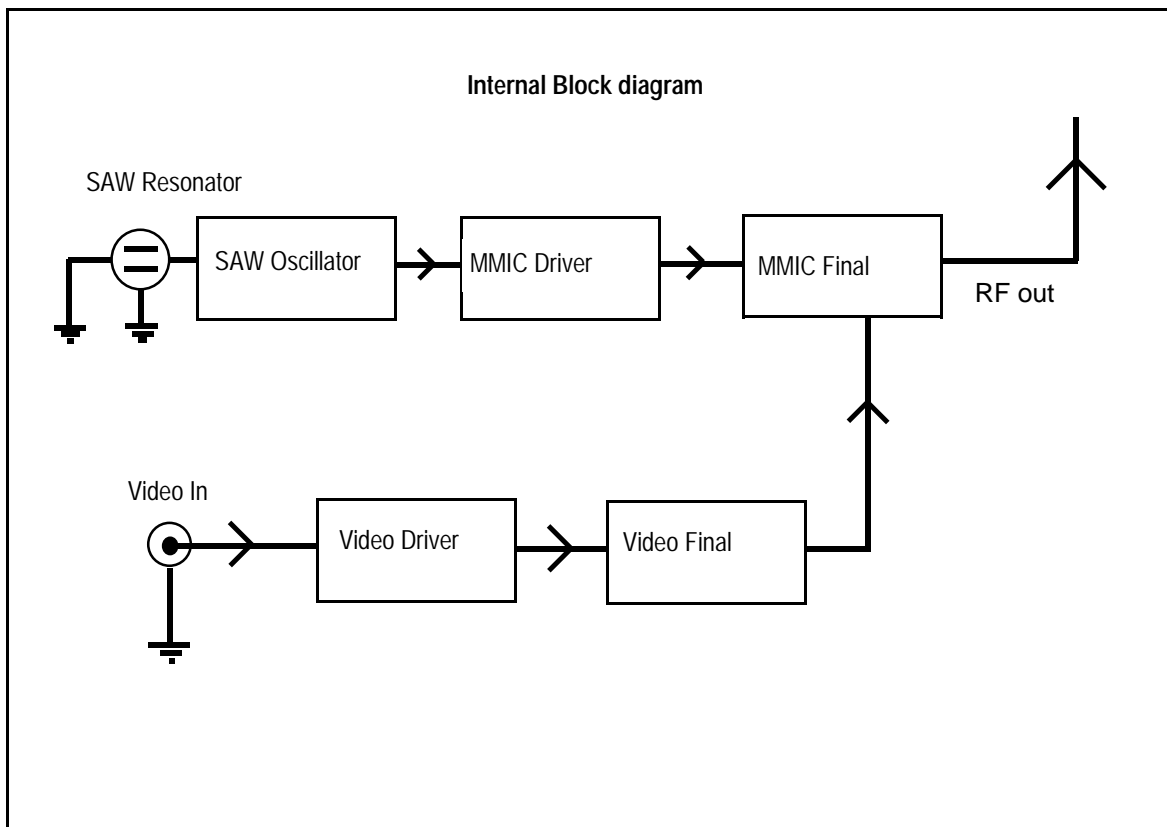 Internal Block diagram
SAW Resonator
SAW Oscillator
MMIC Driver
MMIC Final
RF out
Video In
Video Driver
Video Final